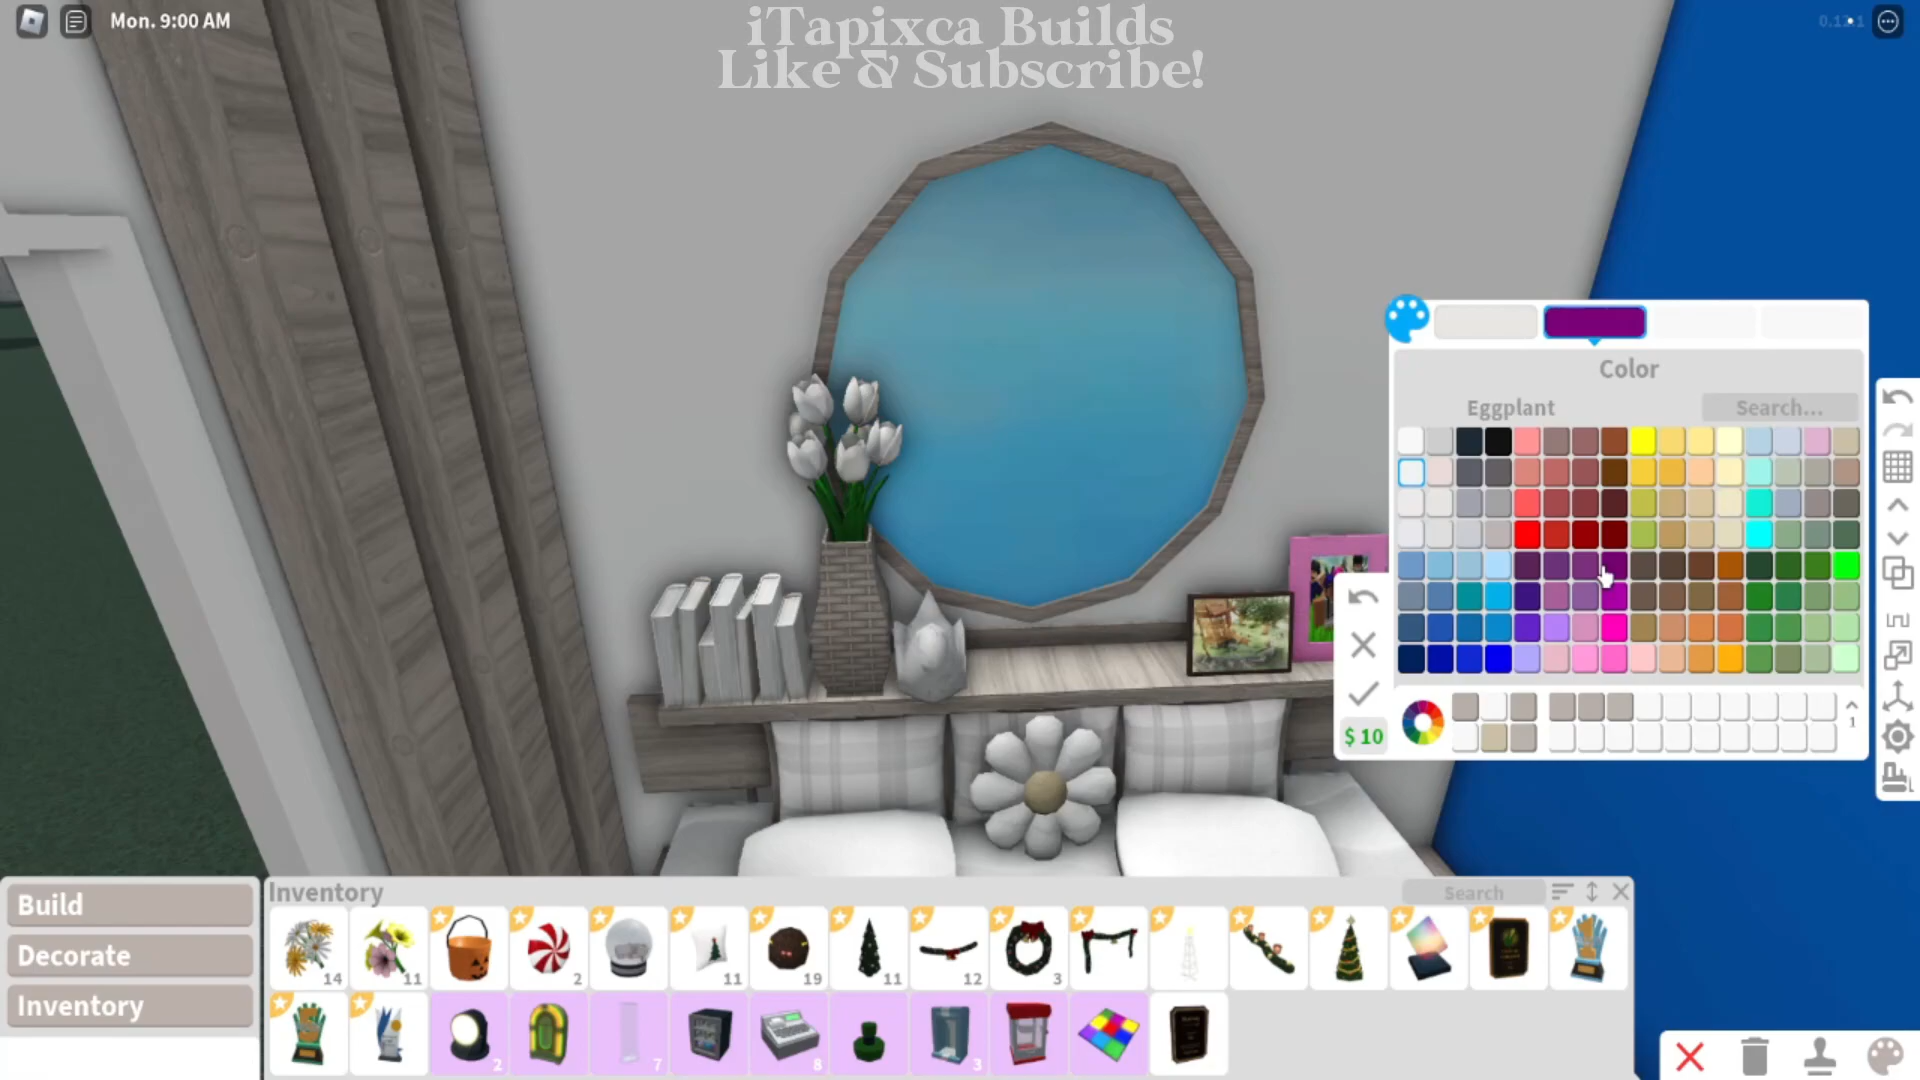 Mon. 9:00 AM
iTapixca Builds
Like & Subscribe!
Color
Eggplant
Search...
$ 10
1
Build
Decorate
Inventory
Inventory
Search
14
11
2
11
19
11
12
3
2
7
8
3